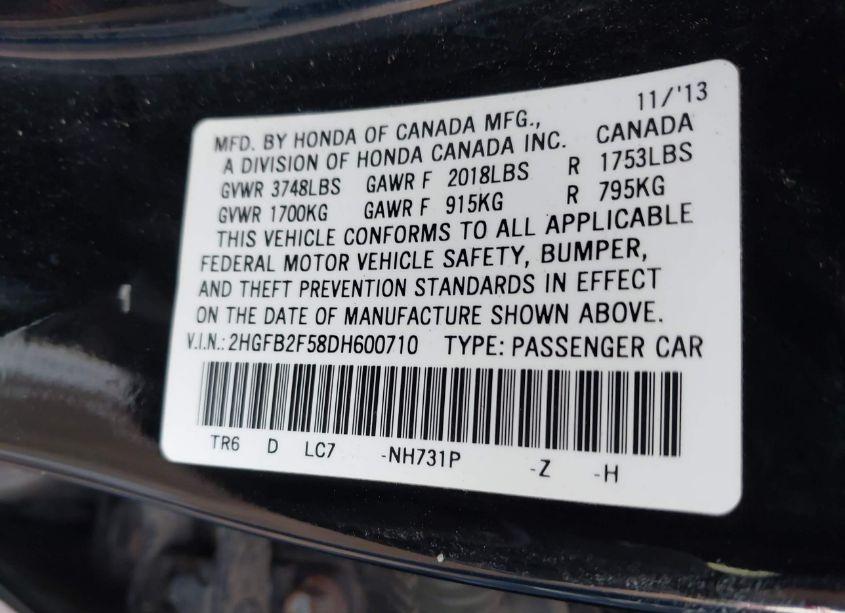 11/'13
MFD. BY HONDA OF CANADA MFG.,
A DIVISION OF HONDA CANADA INC. CANADA
GVWR 3748LBS GAWR F 2018LBS R 1753LBS
GVWR 1700KG GAWR F 915KG R 795KG
THIS VEHICLE CONFORMS TO ALL APPLICABLE
FEDERAL MOTOR VEHICLE SAFETY, BUMPER,
AND THEFT PREVENTION STANDARDS IN EFFECT
ON THE DATE OF MANUFACTURE SHOWN ABOVE.
V.I.N.: 2HGFB2F58DH600710 TYPE: PASSENGER CAR
TR6 D LC7 -NH731P -Z -H